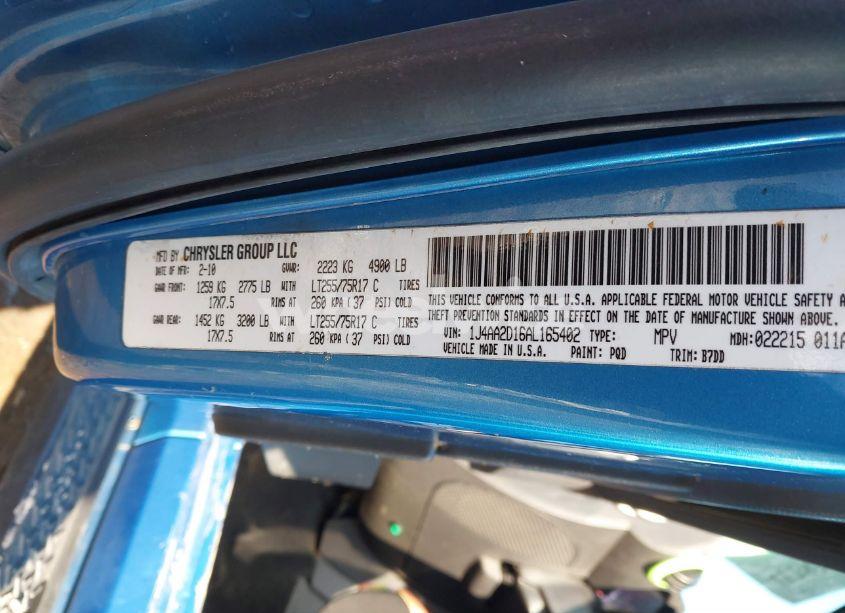 MFD BY CHRYSLER GROUP LLC
DATE OF MFR: 2-10 GVWR: 2223 KG 4900 LB
GAWR FRONT: 1259 KG 2775 LB WITH LT255/75R17 C TIRES
17X7.5 RIMS AT 260 KPA ( 37 PSI) COLD
GAWR REAR: 1452 KG 3200 LB WITH LT255/75R17 C TIRES
17X7.5 RIMS AT 260 KPA ( 37 PSI) COLD
THIS VEHICLE CONFORMS TO ALL U.S.A. APPLICABLE FEDERAL MOTOR VEHICLE SAFETY
THEFT PREVENTION STANDARDS IN EFFECT ON THE DATE OF MANUFACTURE SHOWN ABOVE.
VIN: 1J4AA2D16AL165402 TYPE: MPV MDH: 022215 011A
VEHICLE MADE IN U.S.A. PAINT: PQD TRIM: B7DD